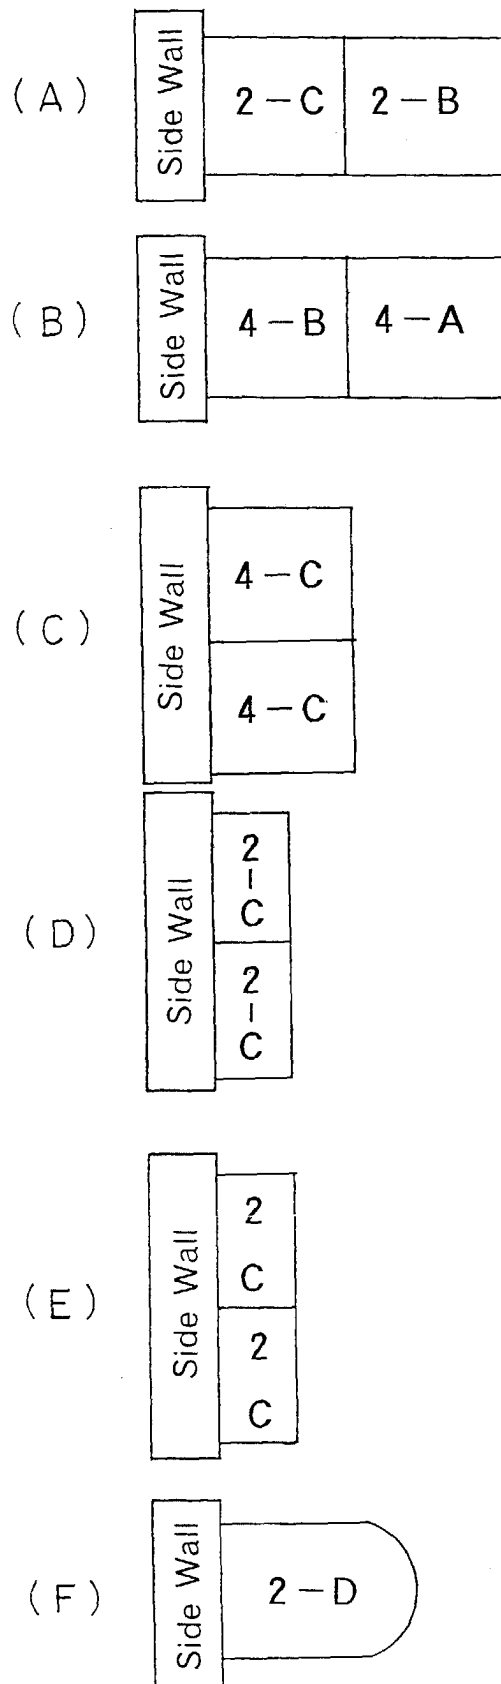 (A) Side Wall 2-C 2-B
(B) Side Wall 4-B 4-A
(C) Side Wall 4-C
4-C
(D) Side Wall 2-C
2-C
(E) Side Wall 2
C
2
C
(F) Side Wall 2-D